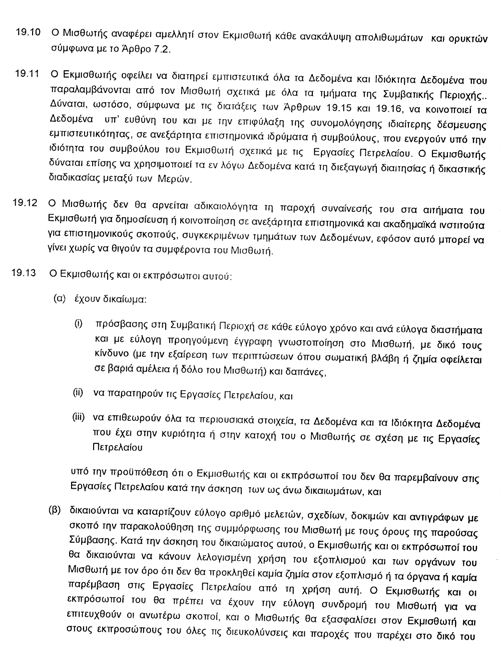 19.10 Ο Μισθωτής αναφέρει αμελλητί στον Εκμισθωτή κάθε ανακάλυψη απολιθωμάτων και ορυκτών
σύμφωνα με το Άρθρο 7.2.
19.11 Ο Εκμισθωτής οφείλει να διατηρεί εμπιστευτικά όλα τα Δεδομένα και Ιδιόκτητα Δεδομένα που
παραλαμβάνονται από τον Μισθωτή σχετικά με όλα τα τμήματα της Συμβατικής Περιοχής..
Δύναται, ωστόσο, σύμφωνα με τις διατάξεις των Άρθρων 19.15 και 19.16, να κοινοποιεί τα
Δεδομένα υπ' ευθύνη του και με την επιφύλαξη της συνομολόγησης ιδιαίτερης δέσμευσης
εμπιστευτικότητας, σε ανεξάρτητα επιστημονικά ιδρύματα ή συμβούλους, που ενεργούν υπό την
ιδιότητα του συμβούλου του Εκμισθωτή σχετικά με τις Εργασίες Πετρελαίου. Ο Εκμισθωτής
δύναται επίσης να χρησιμοποιεί τα εν λόγω Δεδομένα κατά τη διεξαγωγή διαιτησίας ή δικαστικής
διαδικασίας μεταξύ των Μερών.
19.12 Ο Μισθωτής δεν θα αρνείται αδικαιολόγητα τη παροχή συναίνεσής του στα αιτήματα του
Εκμισθωτή για δημοσίευση ή κοινοποίηση σε ανεξάρτητα επιστημονικά και ακαδημαϊκά ινστιτούτα
για επιστημονικούς σκοπούς, συγκεκριμένων τμημάτων των Δεδομένων, εφόσον αυτό μπορεί να
γίνει χωρίς να θιγούν τα συμφέροντα του Μισθωτή.
19.13 Ο Εκμισθωτής και οι εκπρόσωποι αυτού:
(α) έχουν δικαίωμα:
(i) πρόσβασης στη Συμβατική Περιοχή σε κάθε εύλογο χρόνο και ανά εύλογα διαστήματα
και με εύλογη προηγούμενη έγγραφη γνωστοποίηση στο Μισθωτή, με δικό τους
κίνδυνο (με την εξαίρεση των περιπτώσεων όπου σωματική βλάβη ή ζημία οφείλεται
σε βαριά αμέλεια ή δόλο του Μισθωτή) και δαπάνες,
(ii) να παρατηρούν τις Εργασίες Πετρελαίου, και
(iii) να επιθεωρούν όλα τα περιουσιακά στοιχεία, τα Δεδομένα και τα Ιδιόκτητα Δεδομένα
που έχει στην κυριότητα ή στην κατοχή του ο Μισθωτής σε σχέση με τις Εργασίες
Πετρελαίου
υπό την προϋπόθεση ότι ο Εκμισθωτής και οι εκπρόσωποί του δεν θα παρεμβαίνουν στις
Εργασίες Πετρελαίου κατά την άσκηση των ως άνω δικαιωμάτων, και
(β) δικαιούνται να καταρτίζουν εύλογο αριθμό μελετών, σχεδίων, δοκιμών και αντιγράφων με
σκοπό την παρακολούθηση της συμμόρφωσης του Μισθωτή με τους όρους της παρούσας
Σύμβασης. Κατά την άσκηση του δικαιώματος αυτού, ο Εκμισθωτής και οι εκπρόσωποί του
θα δικαιούνται να κάνουν λελογισμένη χρήση του εξοπλισμού και των οργάνων του
Μισθωτή με τον όρο ότι δεν θα προκληθεί καμία ζημία στον εξοπλισμό ή τα όργανα ή καμία
παρέμβαση στις Εργασίες Πετρελαίου από τη χρήση αυτή. Ο Εκμισθωτής και οι
εκπρόσωποί του θα πρέπει να έχουν την εύλογη συνδρομή του Μισθωτή για να
επιτευχθούν οι ανωτέρω σκοποί, και ο Μισθωτής θα εξασφαλίσει στον Εκμισθωτή και
στους εκπροσώπους του όλες τις διευκολύνσεις και παροχές που παρέχει στο δικό του